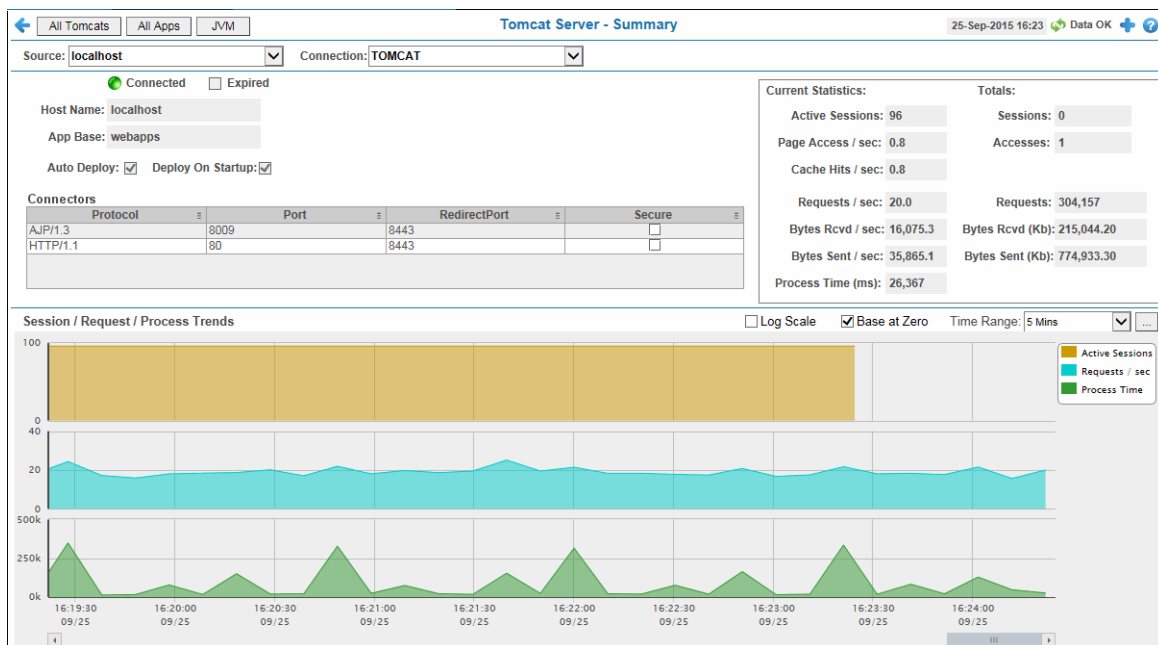 All Tomcats All Apps JVM Tomcat Server - Summary 25-Sep-2015 16:23 Data OK ?
Source: localhost Connection: TOMCAT
Connected Expired
Host Name: localhost
App Base: webapps
Auto Deploy: Deploy On Startup:
Connectors
Protocol Port RedirectPort Secure
AJP/1.3 8009 8443
HTTP/1.1 80 8443
Current Statistics: Totals:
Active Sessions: 96 Sessions: 0
Page Access / sec: 0.8 Accesses: 1
Cache Hits / sec: 0.8
Requests / sec: 20.0 Requests: 304,157
Bytes Rcvd / sec: 16,075.3 Bytes Rcvd (Kb): 215,044.20
Bytes Sent / sec: 35,865.1 Bytes Sent (Kb): 774,933.30
Process Time (ms): 26,367
Session / Request / Process Trends Log Scale Base at Zero Time Range: 5 Mins ...
100
0
40
20
0
500k
250k
0k
Active Sessions
Requests / sec
Process Time
16:19:30 16:20:00 16:20:30 16:21:00 16:21:30 16:22:00 16:22:30 16:23:00 16:23:30 16:24:00
09/25 09/25 09/25 09/25 09/25 09/25 09/25 09/25 09/25 09/25